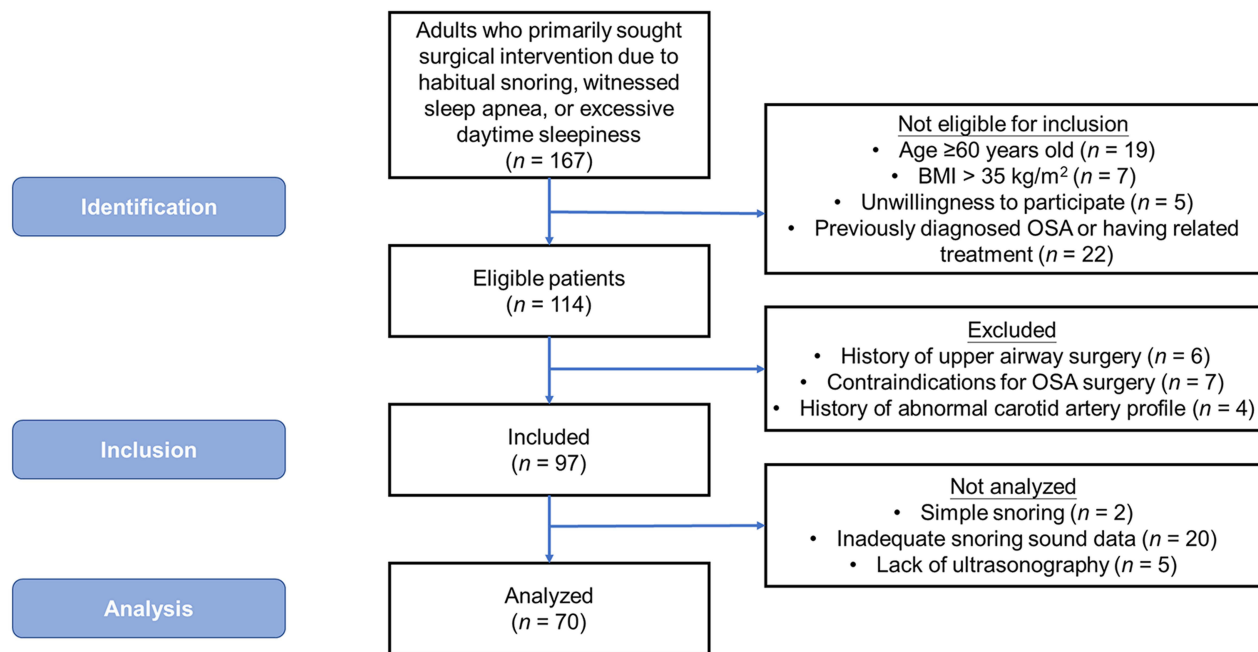 Adults who primarily sought
surgical intervention due to
habitual snoring, witnessed
sleep apnea, or excessive
daytime sleepiness
(n = 167)
Not eligible for inclusion
• Age ≥60 years old (n = 19)
• BMI > 35 kg/m² (n = 7)
• Unwillingness to participate (n = 5)
• Previously diagnosed OSA or having related
treatment (n = 22)
Identification
Eligible patients
(n = 114)
Excluded
• History of upper airway surgery (n = 6)
• Contraindications for OSA surgery (n = 7)
• History of abnormal carotid artery profile (n = 4)
Inclusion
Included
(n = 97)
Not analyzed
• Simple snoring (n = 2)
• Inadequate snoring sound data (n = 20)
• Lack of ultrasonography (n = 5)
Analysis
Analyzed
(n = 70)